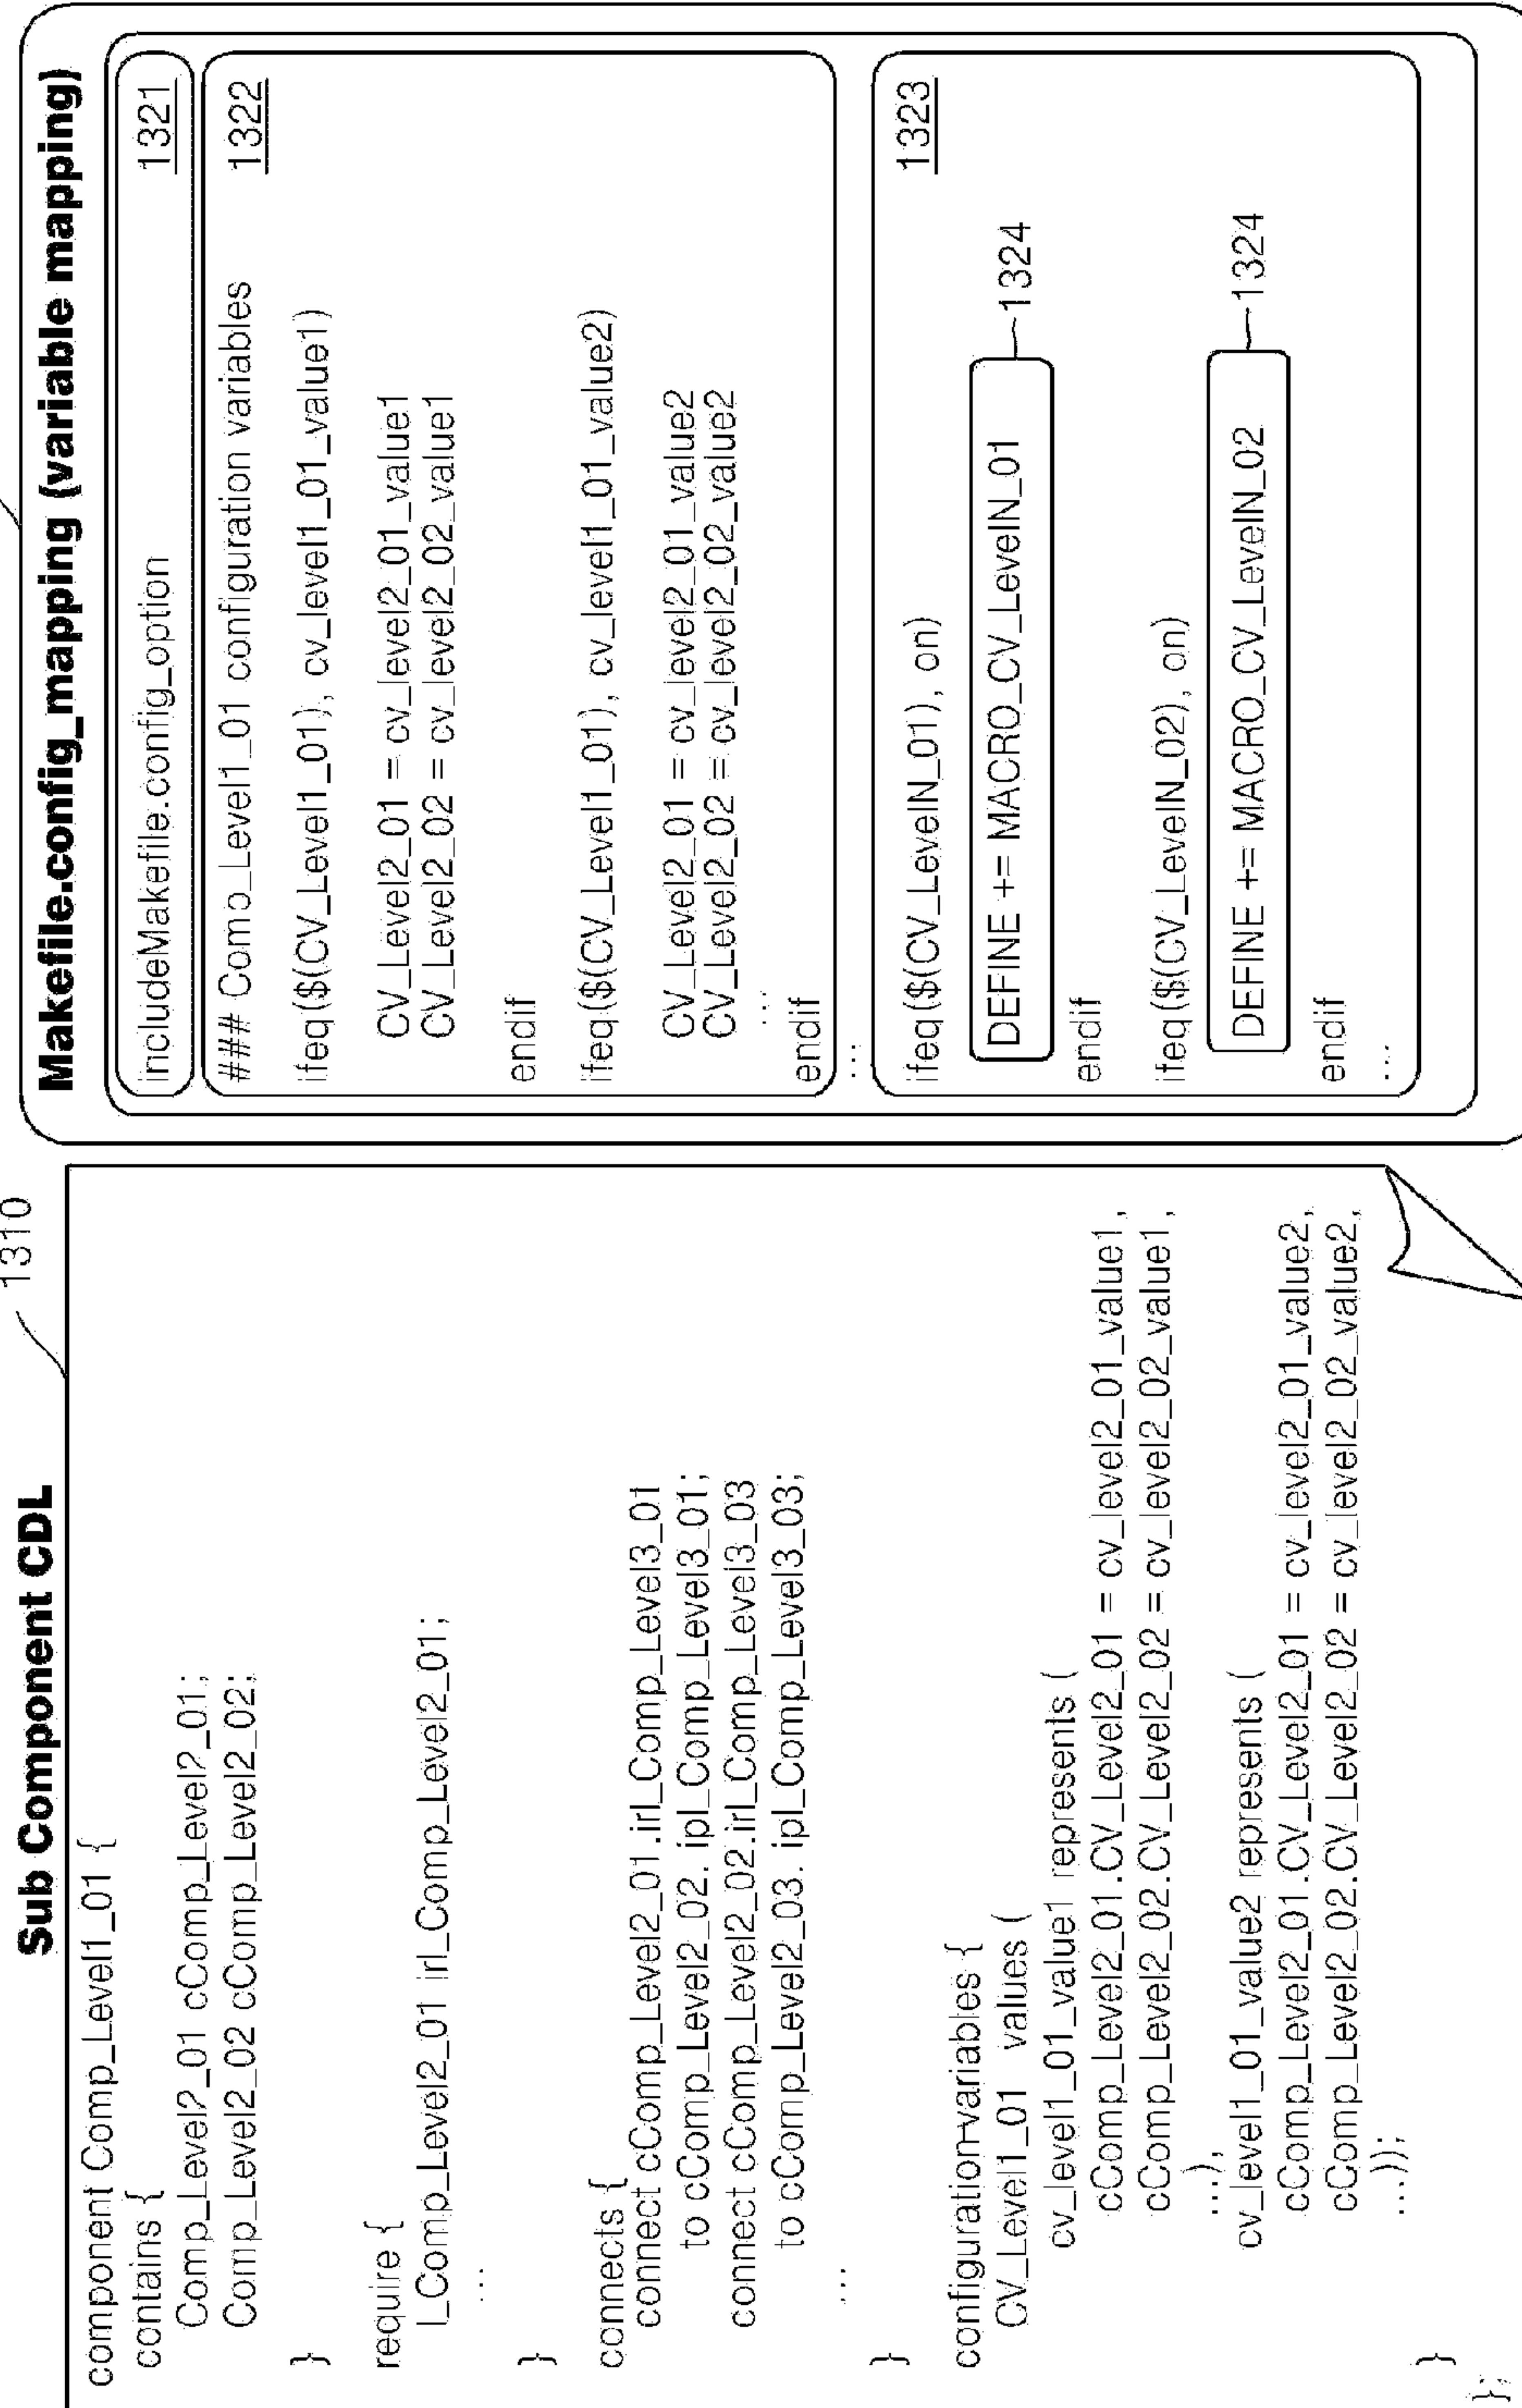 Sub Component CDL
1310
component Comp_Level1_01 {
contains {
Comp_Level2_01 cComp_Level2_01;
Comp_Level2_02 cComp_Level2_02;
}
require {
I_Comp_Level2_01 irl_Comp_Level2_01;
...
}
connects {
connect cComp_Level2_01.irl_Comp_Level3_01
to cComp_Level2_02. ipl_Comp_Level3_01;
connect cComp_Level2_02.irl_Comp_Level3_03
to cComp_Level2_03. ipl_Comp_Level3_03;
...
}
configuration-variables {
CV_Level1_01 values (
cv_level1_01_value1 represents (
cComp_Level2_01.CV_Level2_01 = cv_level2_01_value1,
cComp_Level2_02.CV_Level2_02 = cv_level2_02_value1,
...),
cv_level1_01_value2 represents (
cComp_Level2_01.CV_Level2_01 = cv_level2_01_value2,
cComp_Level2_02.CV_Level2_02 = cv_level2_02_value2,
...));
}
};
Makefile.config_mapping (variable mapping)
includeMakefile.config_option 1321
### Comp_Level1_01 configuration variables 1322
ifeq($(CV_Level1_01), cv_level1_01_value1)
CV_Level2_01 = cv_level2_01_value1
CV_Level2_02 = cv_level2_02_value1
endif
ifeq($(CV_Level1_01), cv_level1_01_value2)
CV_Level2_01 = cv_level2_01_value2
CV_Level2_02 = cv_level2_02_value2
...
endif
...
1323
ifeq($(CV_LevelN_01), on)
DEFINE += MACRO_CV_LevelN_01 1324
endif
ifeq($(CV_LevelN_02), on)
DEFINE += MACRO_CV_LevelN_02 1324
endif
...